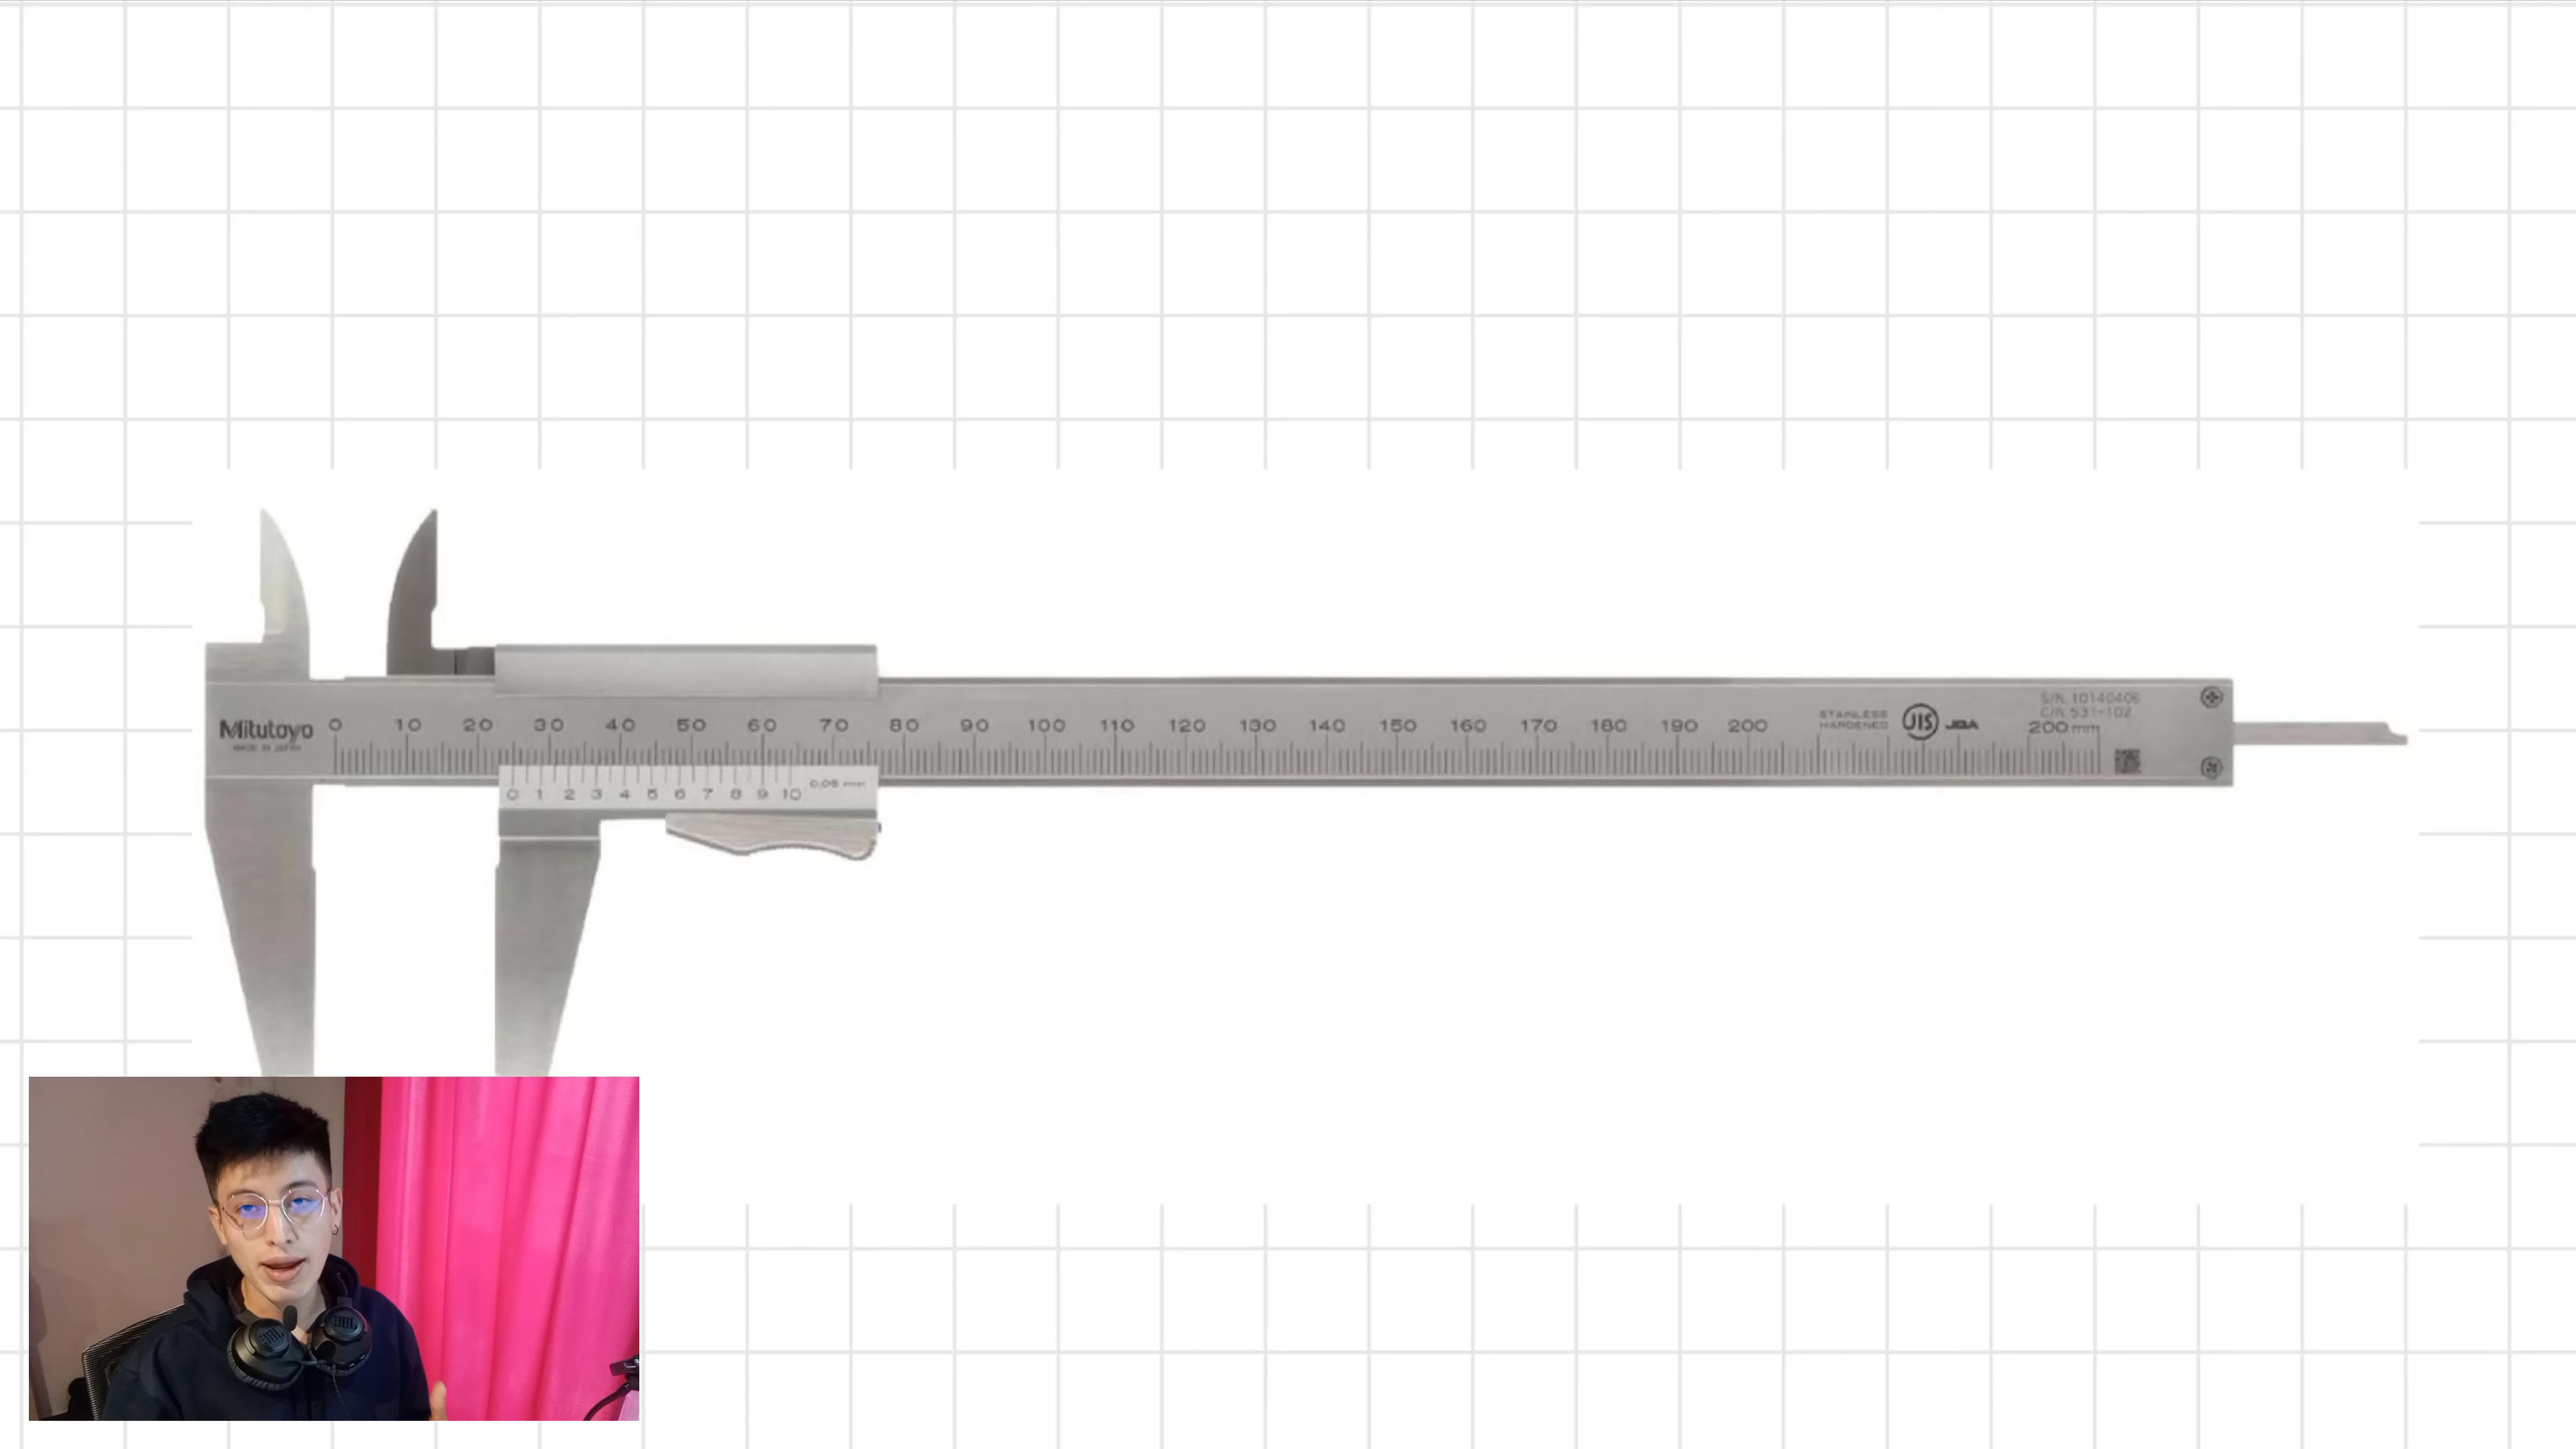 Mitutoyo
MADE IN JAPAN
0 10 20 30 40 50 60 70 80 90 100 110 120 130 140 150 160 170 180 190 200
STAINLESS
HARDENED
JIS
S/N. 10140406
C/N. 531-102
200 mm
0 1 2 3 4 5 6 7 8 9 10
0,05 mm
JBL
JBL